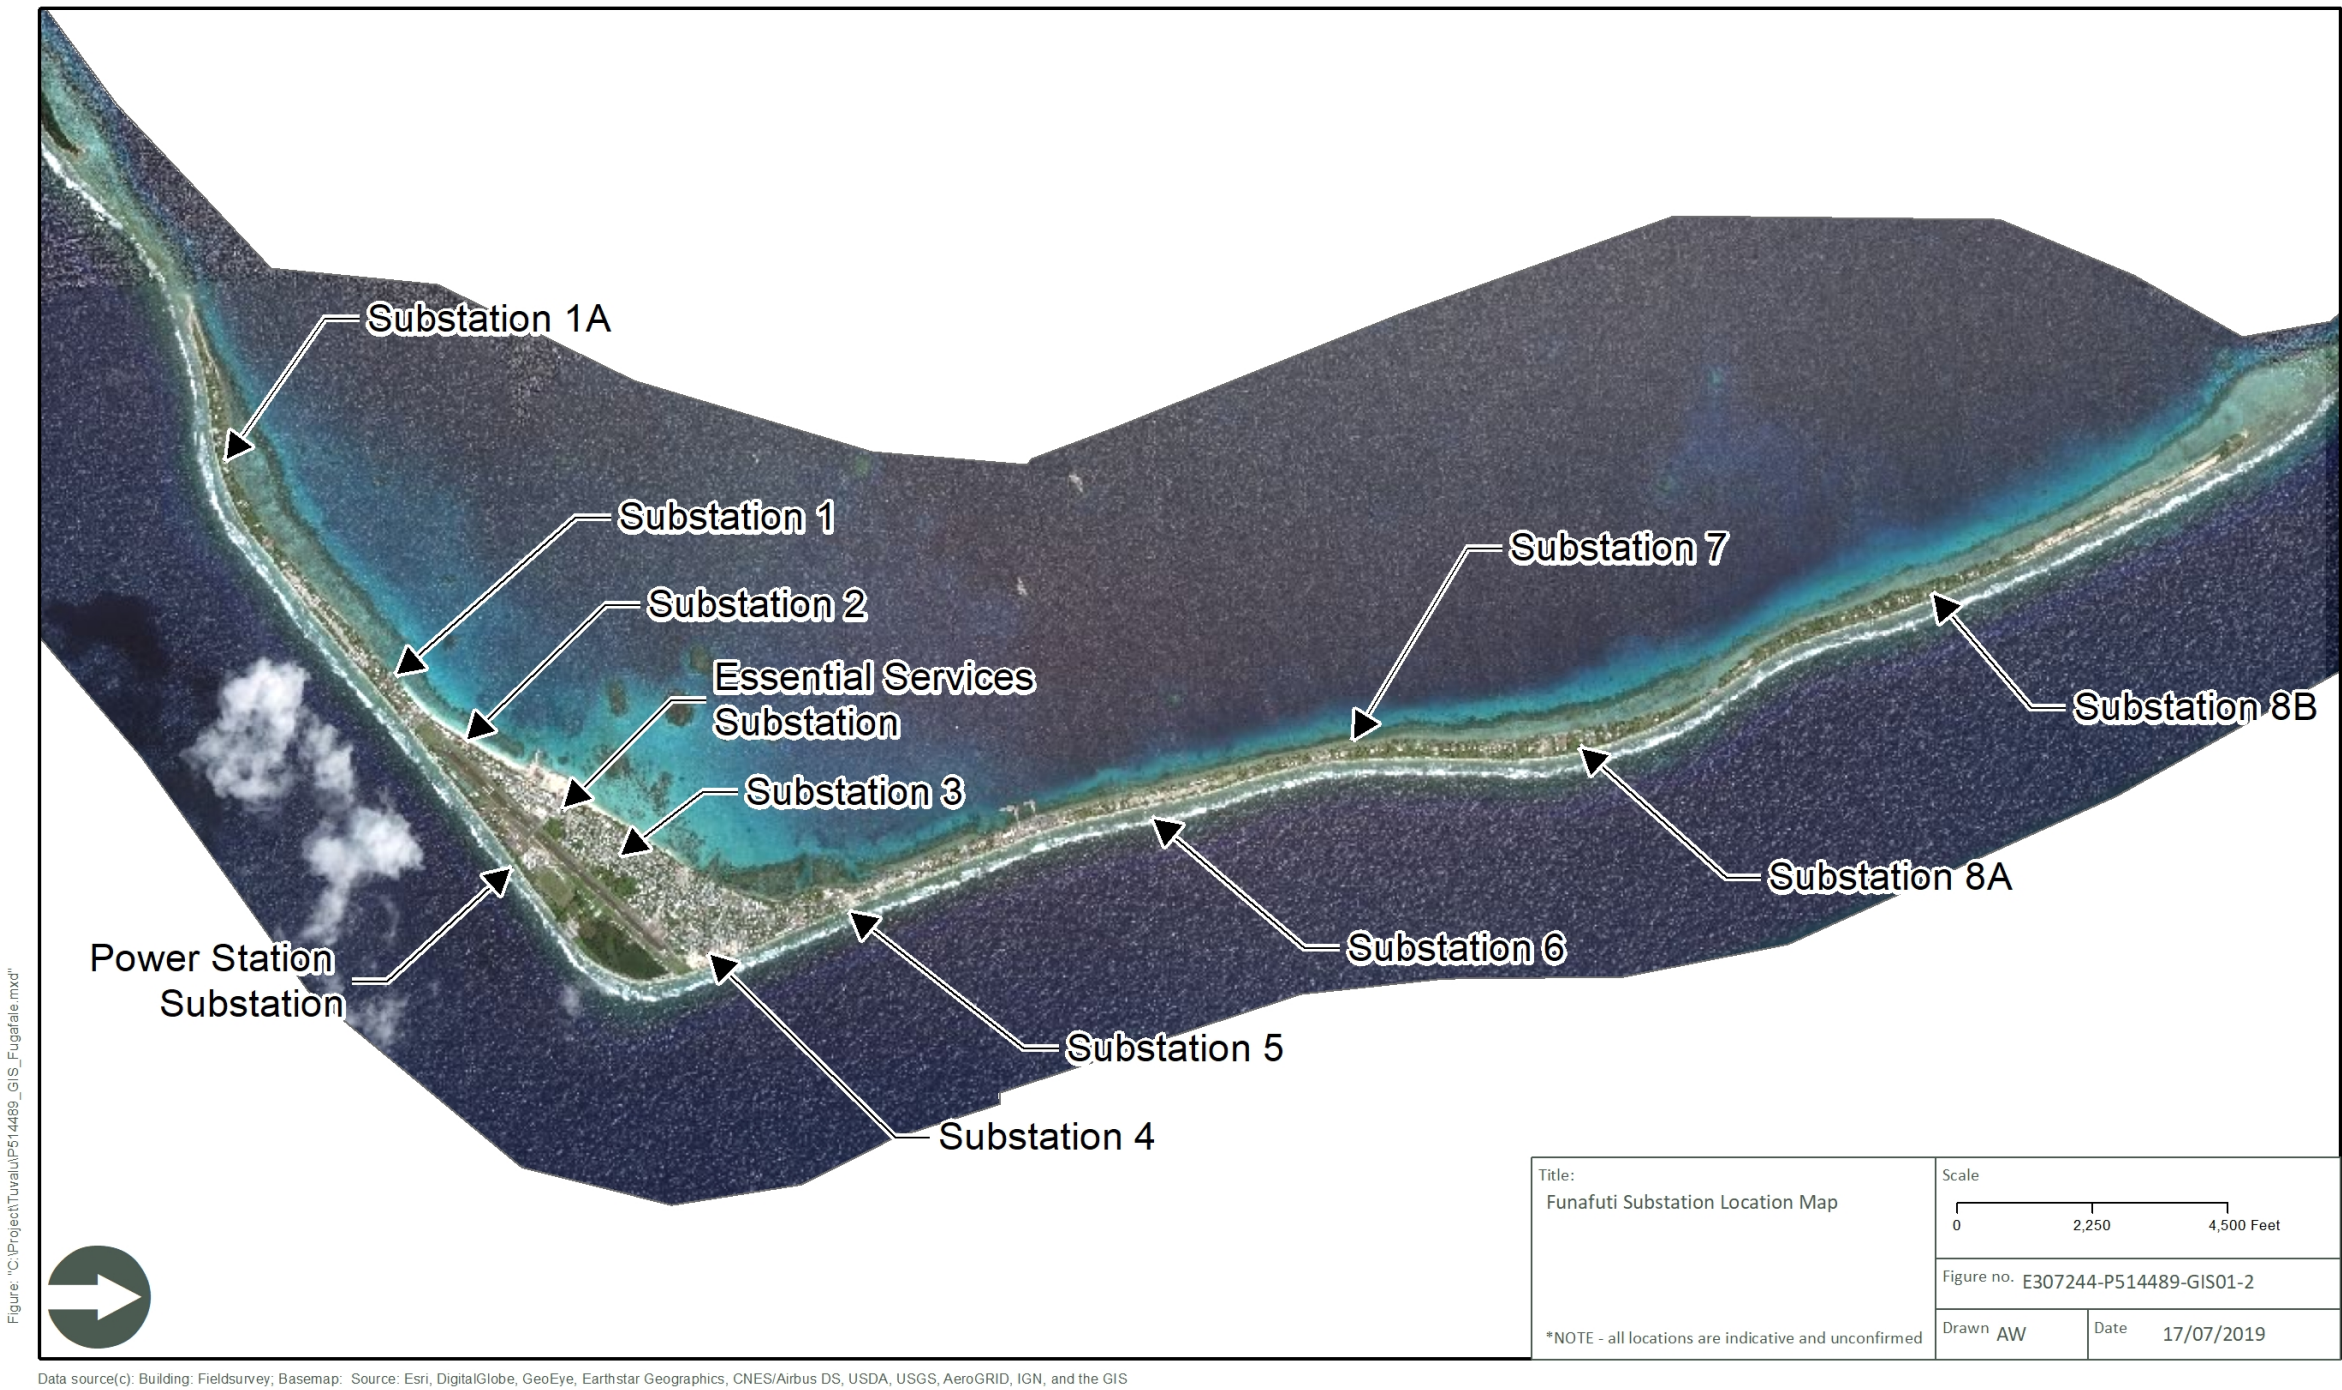 Substation 1A
Substation 1
Substation 7
Substation 2
Essential Services
Substation
Substation 8B
Substation 3
Substation 8A
Substation 6
Power Station
Substation
Substation 5
Substation 4
Title:
Funafuti Substation Location Map
*NOTE - all locations are indicative and unconfirmed
Scale
0 2,250 4,500 Feet
Figure no. E307244-P514489-GIS01-2
Drawn AW
Date 17/07/2019
Figure: "C:\Project\Tuvalu\P514489_GIS_Fugafale.mxd"
Data source(c): Building: Fieldsurvey; Basemap: Source: Esri, DigitalGlobe, GeoEye, Earthstar Geographics, CNES/Airbus DS, USDA, USGS, AeroGRID, IGN, and the GIS